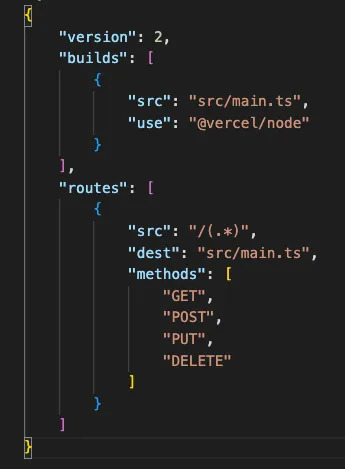 {
    "version": 2,
    "builds": [
        {
            "src": "src/main.ts",
            "use": "@vercel/node"
        }
    ],
    "routes": [
        {
            "src": "/(.*)",
            "dest": "src/main.ts",
            "methods": [
                "GET",
                "POST",
                "PUT",
                "DELETE"
            ]
        }
    ]
}